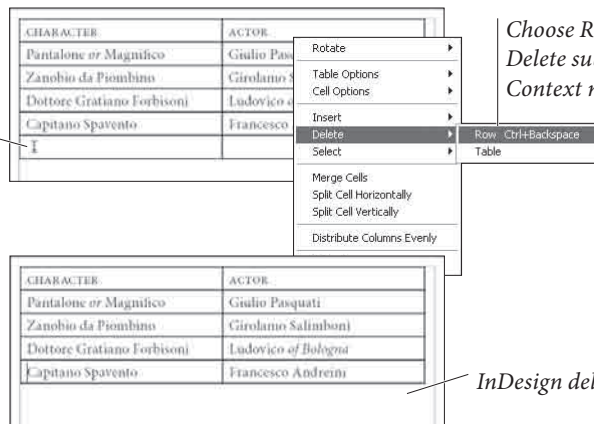 CHARACTER ACTOR
Pantalone or Magnifico Giulio
Zanobio da Piombino Girolamo
Dottore Gratiano Forbisoni Ludovico
Capitano Spavento Francesco
Rotate
Table Options
Cell Options
Insert
Delete
Select
Merge Cells
Split Cell Horizontally
Split Cell Vertically
Distribute Columns Evenly
Row Ctrl+Backspace
Table
Choose
Delete
Context
CHARACTER ACTOR
Pantalone or Magnifico Giulio Pasquati
Zanobio da Piombino Girolamo Salimboni
Dottore Gratiano Forbisoni Ludovico of Bologna
Capitano Spavento Francesco Andreini
InDesign